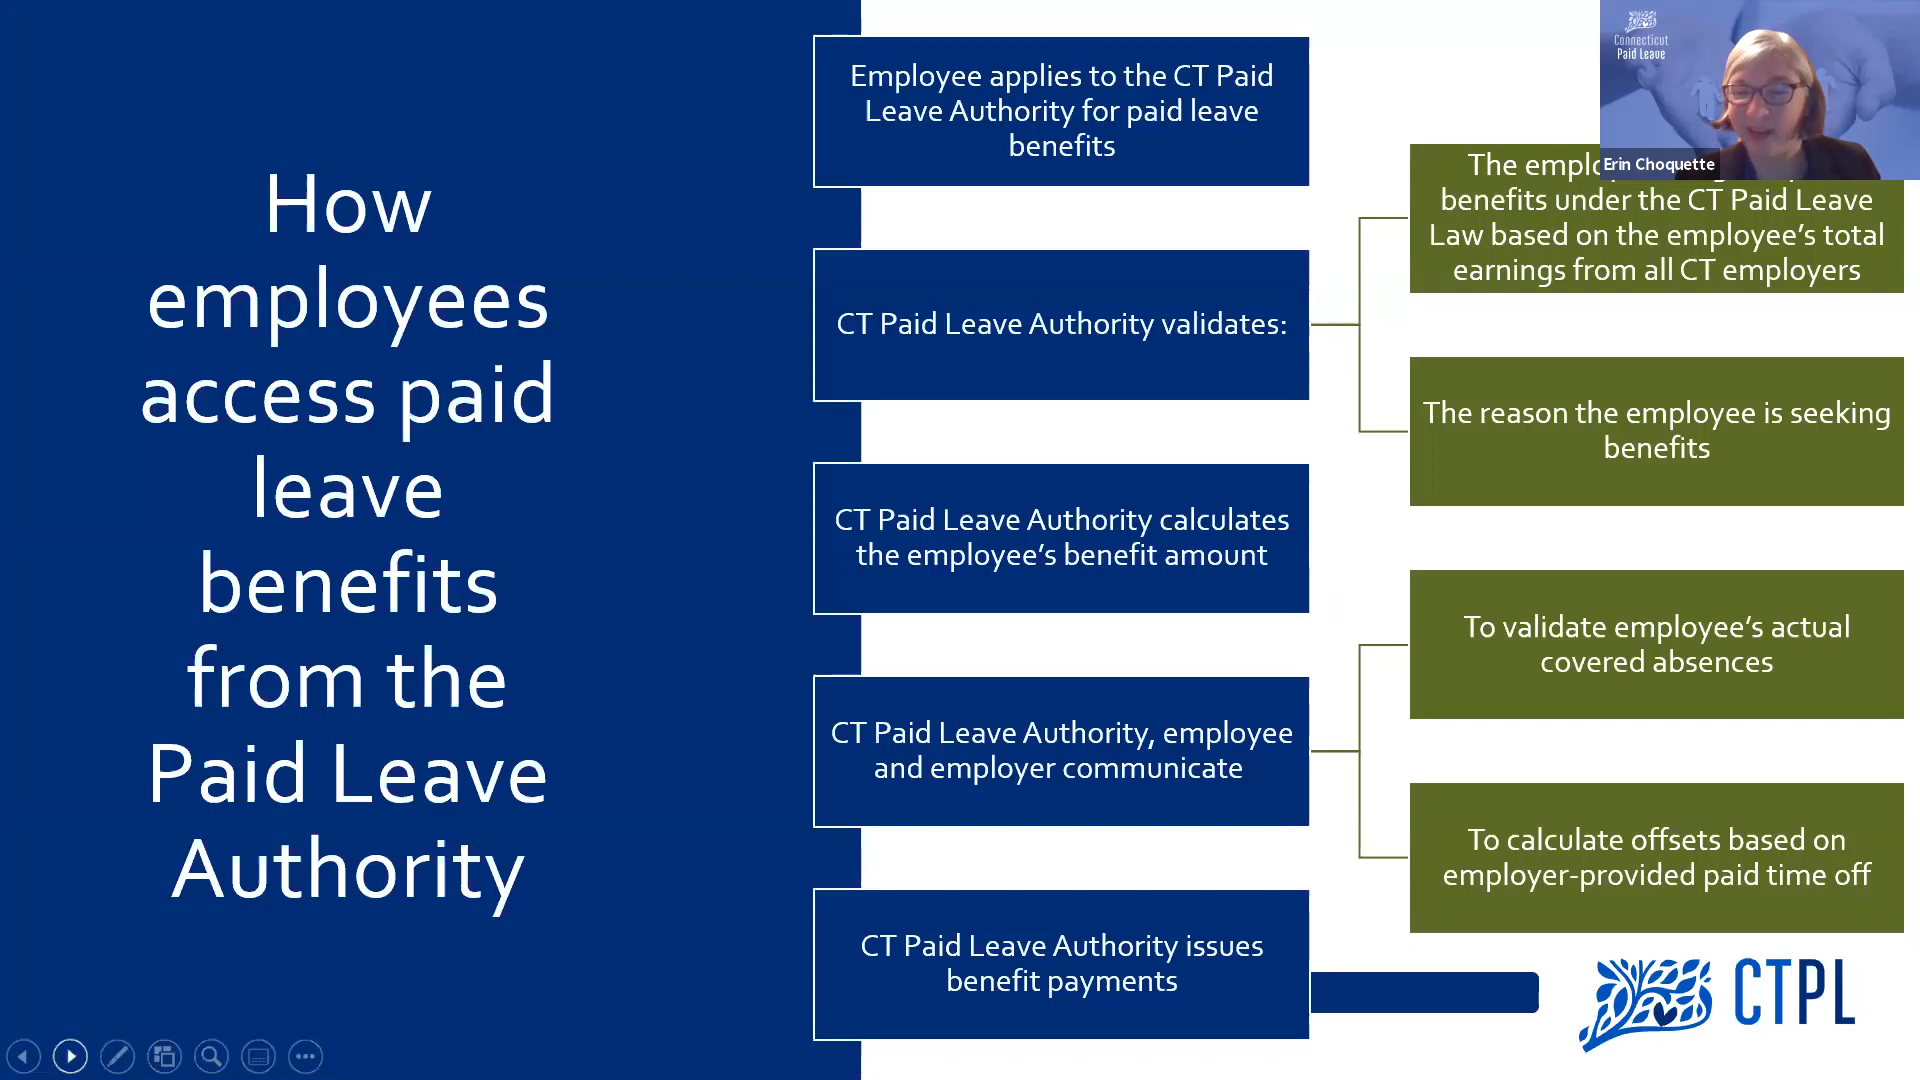 How
employees
access paid
leave
benefits
from the
Paid Leave
Authority
Employee applies to the CT Paid
Leave Authority for paid leave
benefits
CT Paid Leave Authority validates:
The
benefits under the CT Paid Leave
Law based on the employee's total
earnings from all CT employers
The reason the employee is seeking
benefits
CT Paid Leave Authority calculates
the employee's benefit amount
CT Paid Leave Authority, employee
and employer communicate
To validate employee's actual
covered absences
To calculate offsets based on
employer-provided paid time off
CT Paid Leave Authority issues
benefit payments
CTPL
Connecticut
Paid Leave
Erin Choquette